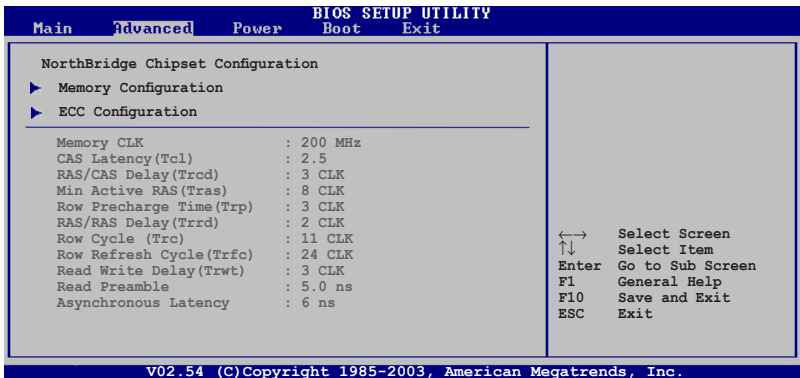 BIOS SETUP UTILITY
Main Advanced Power Boot Exit
NorthBridge Chipset Configuration
Memory Configuration
ECC Configuration
Memory CLK : 200 MHz
CAS Latency(Tcl) : 2.5
RAS/CAS Delay(Trcd) : 3 CLK
Min Active RAS(Tras) : 8 CLK
Row Precharge Time(Trp) : 3 CLK
RAS/RAS Delay(Trrd) : 2 CLK
Row Cycle (Trc) : 11 CLK
Row Refresh Cycle(Trfc) : 24 CLK
Read Write Delay(Trwt) : 3 CLK
Read Preamble : 5.0 ns
Asynchronous Latency : 6 ns
←→ Select Screen
↑↓ Select Item
Enter Go to Sub Screen
F1 General Help
F10 Save and Exit
ESC Exit
V02.54 (C)Copyright 1985-2003, American Megatrends, Inc.